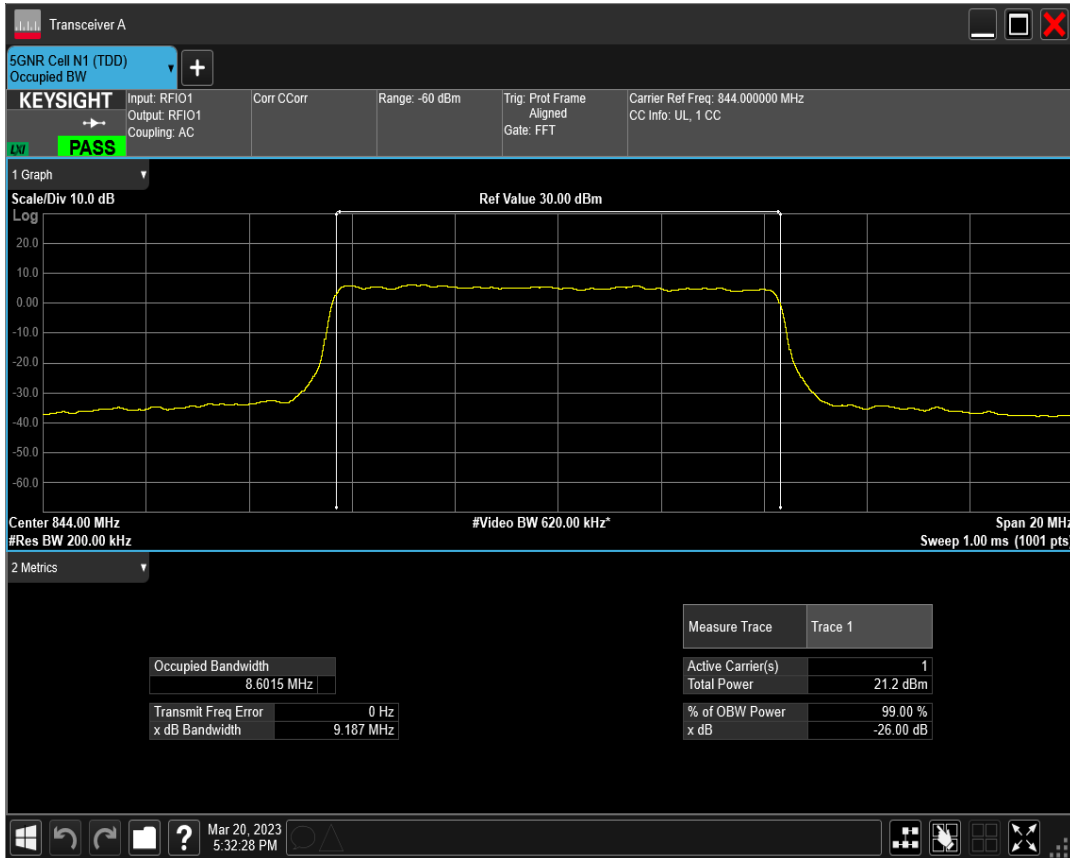 Transceiver A
5GNR Cell N1 (TDD)
Occupied BW
+
KEYSIGHT
LXI
PASS
Input: RFIO1
Output: RFIO1
Coupling: AC
Corr CCorr
Range: -60 dBm
Trig: Prot Frame
Aligned
Gate: FFT
Carrier Ref Freq: 844.000000 MHz
CC Info: UL, 1 CC
1 Graph
Scale/Div 10.0 dB
Ref Value 30.00 dBm
Log
20.0
10.0
0.00
-10.0
-20.0
-30.0
-40.0
-50.0
-60.0
Center 844.00 MHz
#Video BW 620.00 kHz*
Span 20 MHz
#Res BW 200.00 kHz
Sweep 1.00 ms (1001 pts)
2 Metrics
Measure Trace Trace 1
Occupied Bandwidth
8.6015 MHz
Active Carrier(s) 1
Total Power 21.2 dBm
Transmit Freq Error 0 Hz
x dB Bandwidth 9.187 MHz
% of OBW Power 99.00 %
x dB -26.00 dB
?
Mar 20, 2023
5:32:28 PM